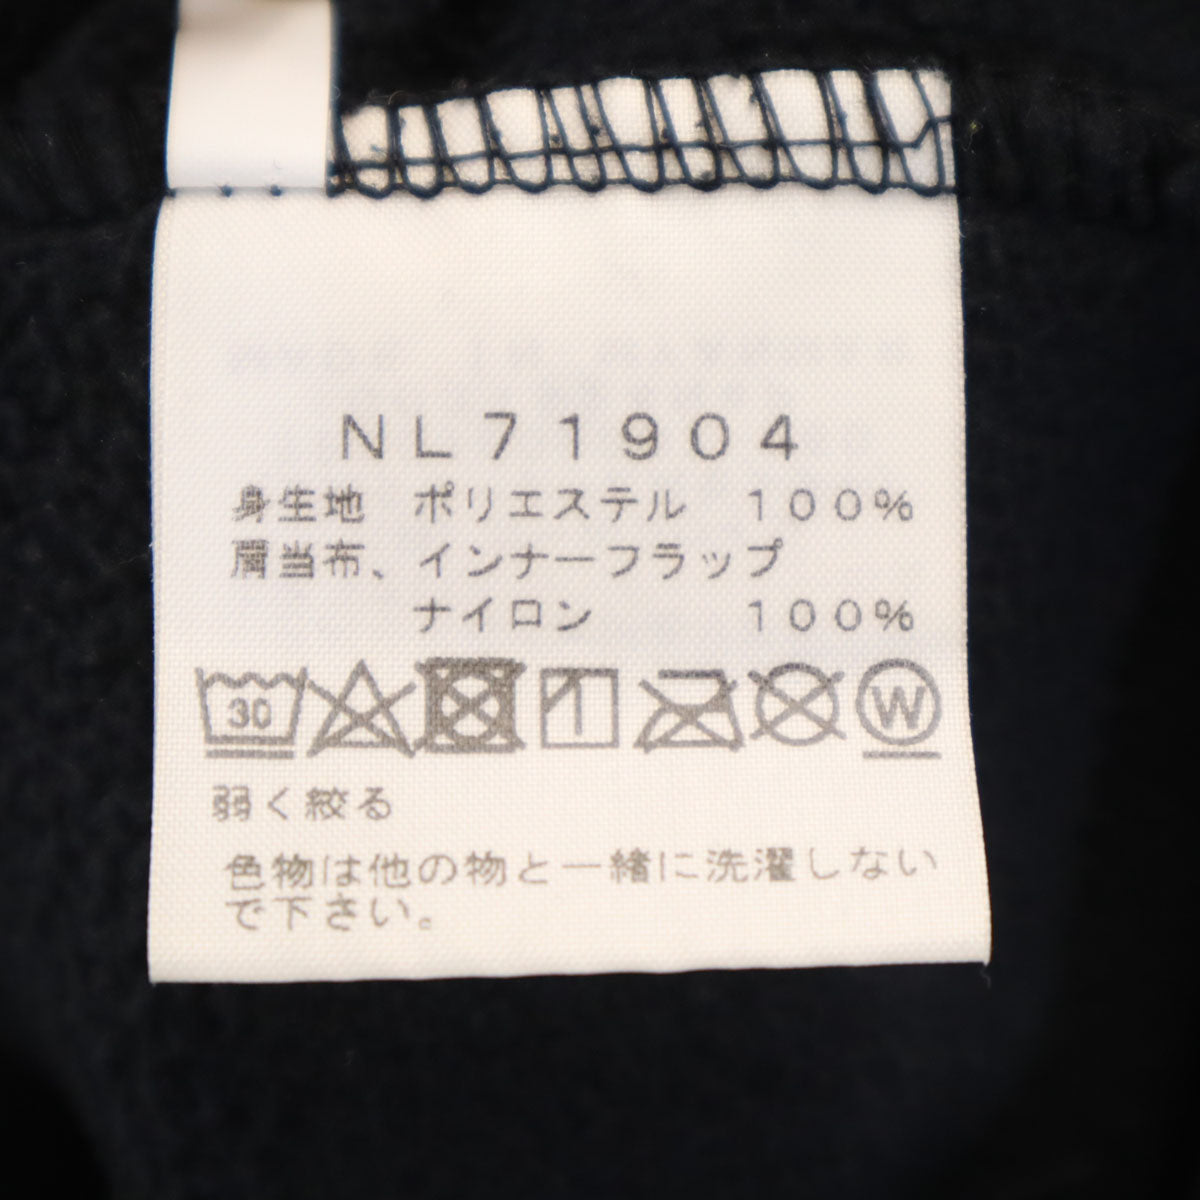 NL71904
身生地 ポリエステル 100%
肩当布、インナーフラップ
ナイロン 100%
30 W
弱く絞る
色物は他の物と一緒に洗濯しない
で下さい。